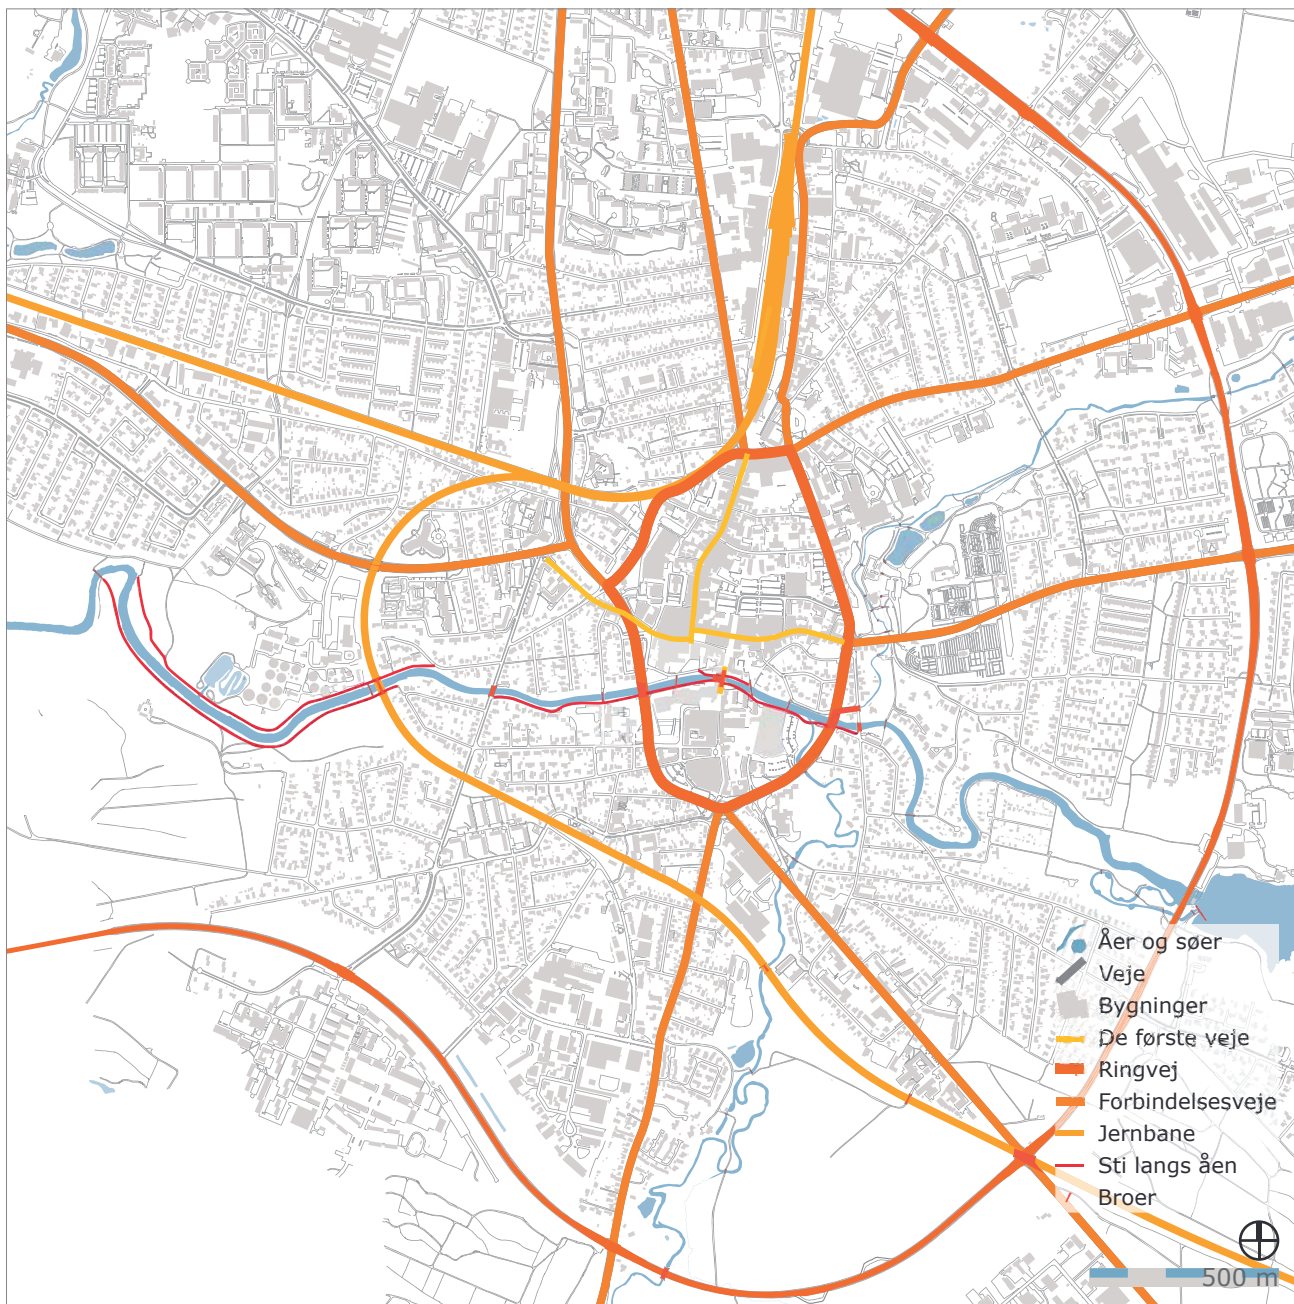 Åer og søer
Veje
Bygninger
De første veje
Ringvej
Forbindelsesveje
Jernbane
Sti langs åen
Broer
500 m